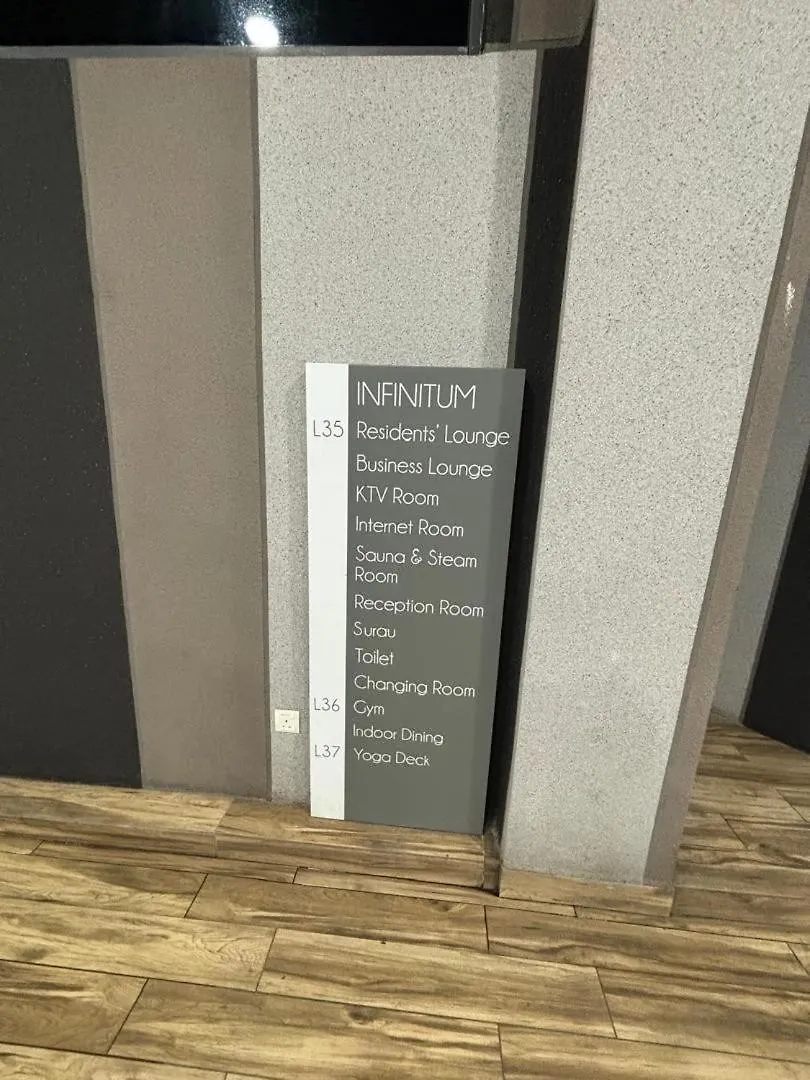 INFINITUM
L35 Residents' Lounge
Business Lounge
KTV Room
Internet Room
Sauna & Steam
Room
Reception Room
Surau
Toilet
Changing Room
L36 Gym
Indoor Dining
L37 Yoga Deck